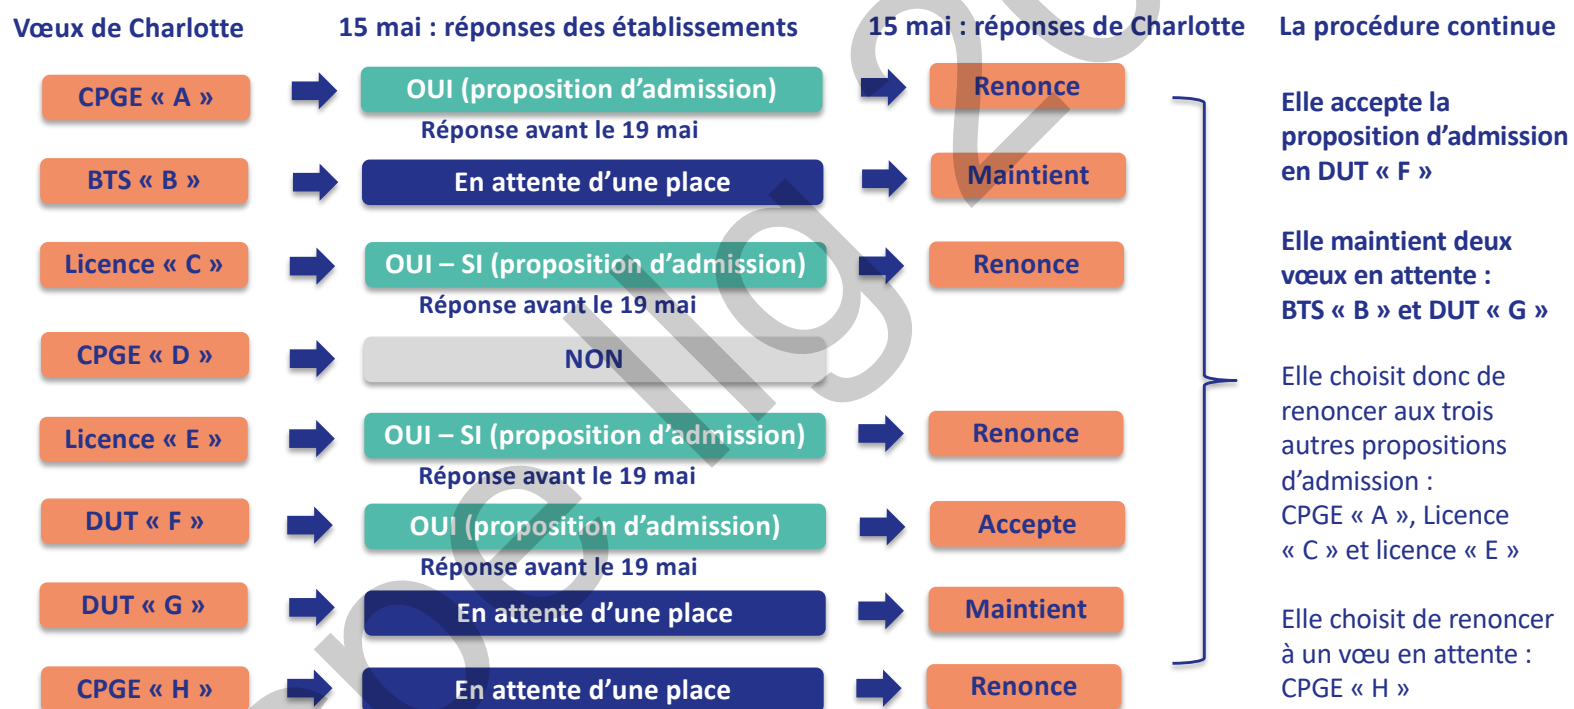 Vœux de Charlotte
15 mai : réponses des établissements
15 mai : réponses de Charlotte
La procédure continue
CPGE « A »
OUI (proposition d’admission)
Renonce
Réponse avant le 19 mai
BTS « B »
En attente d’une place
Maintient
Licence « C »
OUI – SI (proposition d’admission)
Renonce
Réponse avant le 19 mai
CPGE « D »
NON
Licence « E »
OUI – SI (proposition d’admission)
Renonce
Réponse avant le 19 mai
DUT « F »
OUI (proposition d’admission)
Accepte
Réponse avant le 19 mai
DUT « G »
En attente d’une place
Maintient
CPGE « H »
En attente d’une place
Renonce
Elle accepte la
proposition d’admission
en DUT « F »
Elle maintient deux
vœux en attente :
BTS « B » et DUT « G »
Elle choisit donc de
renoncer aux trois
autres propositions
d’admission :
CPGE « A », Licence
« C » et licence « E »
Elle choisit de renoncer
à un vœu en attente :
CPGE « H »